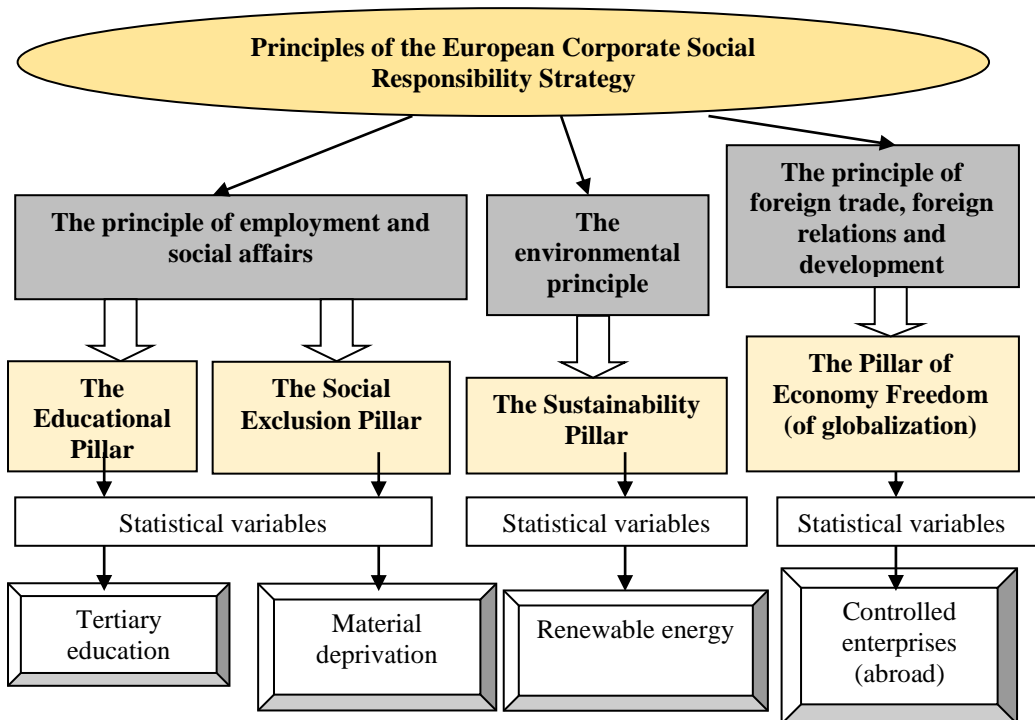 Principles of the European Corporate Social
Responsibility Strategy
The principle of employment and
social affairs
The
environmental
principle
The principle of
foreign trade, foreign
relations and
development
The
Educational
Pillar
The Social
Exclusion Pillar
The Sustainability
Pillar
The Pillar of
Economy Freedom
(of globalization)
Statistical variables
Statistical variables
Statistical variables
Tertiary
education
Material
deprivation
Renewable energy
Controlled
enterprises
(abroad)